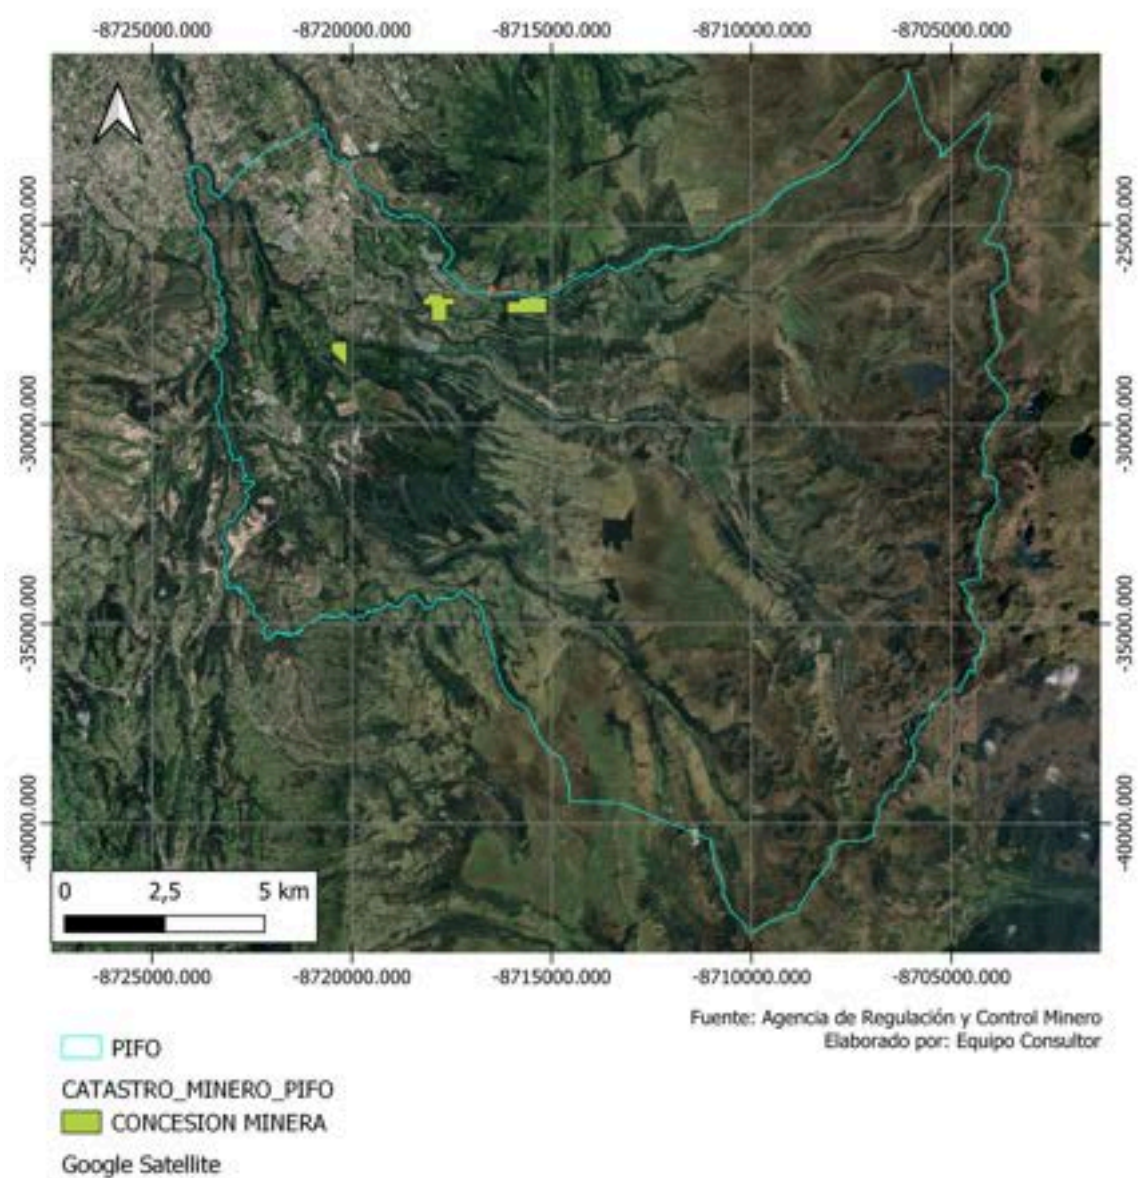 -8725000.000 -8720000.000 -8715000.000 -8710000.000 -8705000.000
-25000.000 -25000.000
-30000.000 -30000.000
-35000.000 -35000.000
-40000.000 -40000.000
0 2,5 5 km
-8725000.000 -8720000.000 -8715000.000 -8710000.000 -8705000.000
Fuente: Agencia de Regulación y Control Minero
Elaborado por: Equipo Consultor
PIFO
CATASTRO_MINERO_PIFO
CONCESION MINERA
Google Satellite